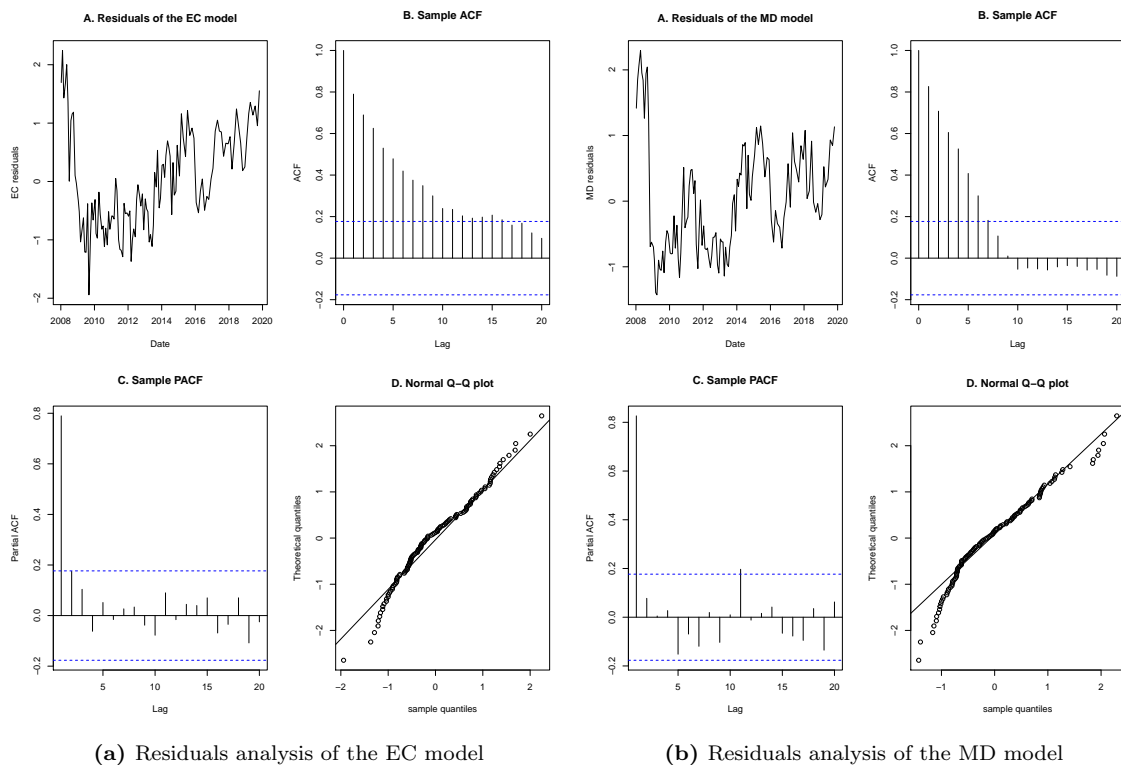 A. Residuals of the EC model
EC residuals
2
1
0
−1
−2
2008 2010 2012 2014 2016 2018 2020
Date
B. Sample ACF
ACF
1.0
0.8
0.6
0.4
0.2
0.0
−0.2
0 5 10 15 20
Lag
C. Sample PACF
Partial ACF
0.8
0.6
0.4
0.2
0.0
−0.2
5 10 15 20
Lag
D. Normal Q−Q plot
Theoretical quantiles
2
1
0
−1
−2
−2 −1 0 1 2
sample quantiles
(a) Residuals analysis of the EC model
A. Residuals of the MD model
MD residuals
2
1
0
−1
2008 2010 2012 2014 2016 2018 2020
Date
B. Sample ACF
ACF
1.0
0.8
0.6
0.4
0.2
0.0
−0.2
0 5 10 15 20
Lag
C. Sample PACF
Partial ACF
0.8
0.6
0.4
0.2
0.0
−0.2
5 10 15 20
Lag
D. Normal Q−Q plot
Theoretical quantiles
2
1
0
−1
−2
−1 0 1 2
sample quantiles
(b) Residuals analysis of the MD model